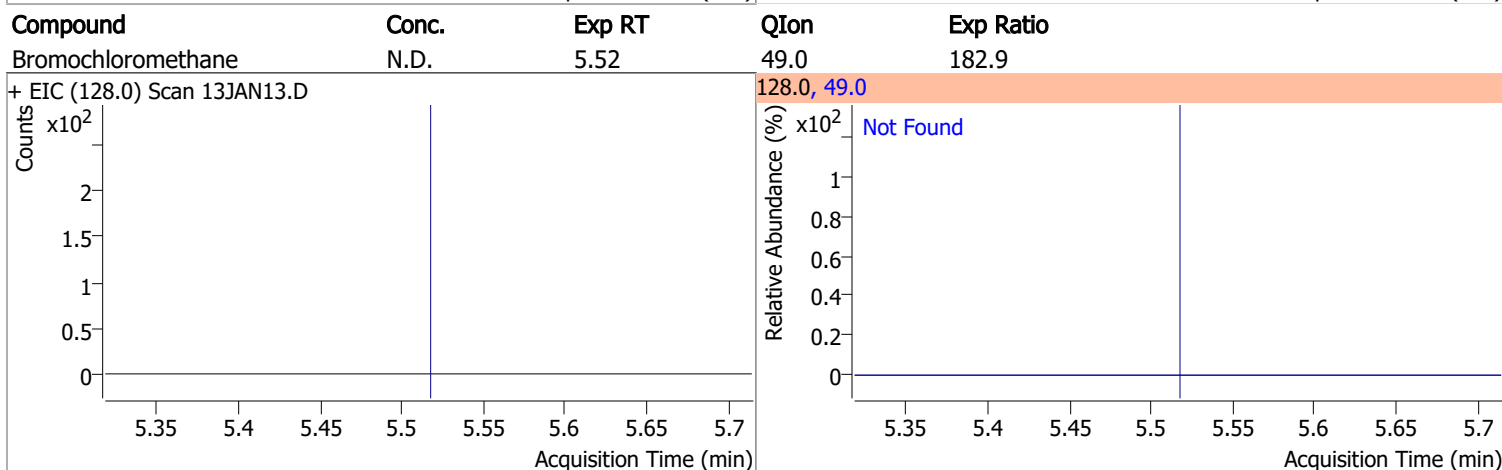 Compound Conc. Exp RT QIon Exp Ratio
Bromochloromethane N.D. 5.52 49.0 182.9
+ EIC (128.0) Scan 13JAN13.D
Counts
x10²
2
1.5
1
0.5
0
5.35 5.4 5.45 5.5 5.55 5.6 5.65 5.7
Acquisition Time (min)
128.0, 49.0
Relative Abundance (%)
x10²
Not Found
1
0.8
0.6
0.4
0.2
0
5.35 5.4 5.45 5.5 5.55 5.6 5.65 5.7
Acquisition Time (min)